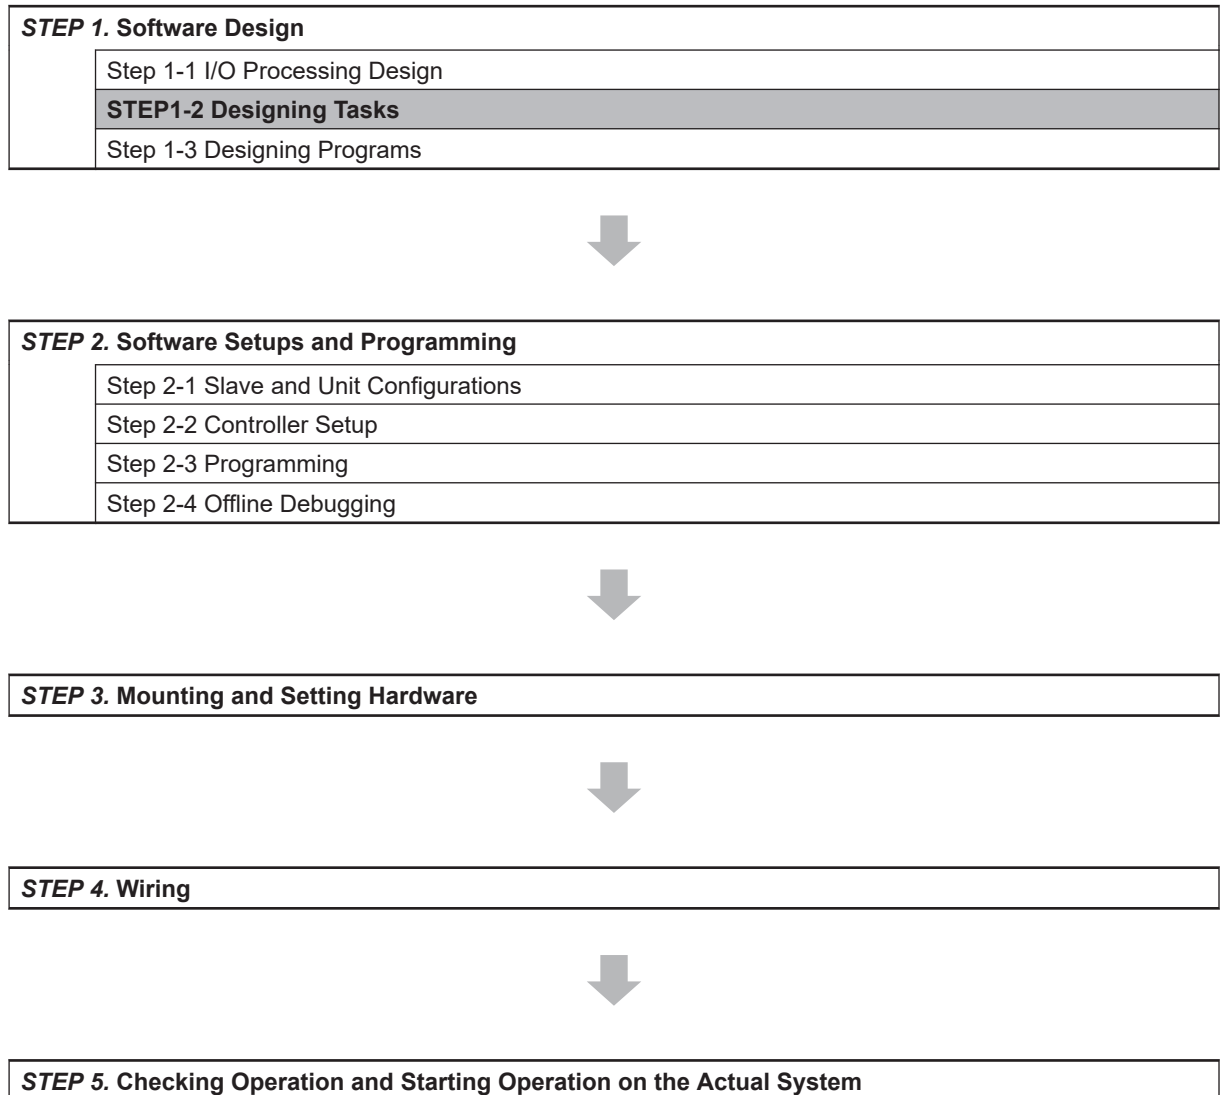 STEP 1. Software Design
Step 1-1 I/O Processing Design
STEP1-2 Designing Tasks
Step 1-3 Designing Programs
STEP 2. Software Setups and Programming
Step 2-1 Slave and Unit Configurations
Step 2-2 Controller Setup
Step 2-3 Programming
Step 2-4 Offline Debugging
STEP 3. Mounting and Setting Hardware
STEP 4. Wiring
STEP 5. Checking Operation and Starting Operation on the Actual System